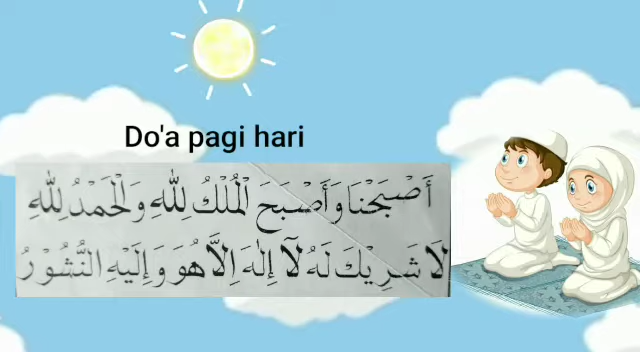 Do'a pagi hari
أَصْبَحْنَا وَأَصْبَحَ الْمُلْكُ لِلّٰهِ وَالْحَمْدُ لِلّٰهِ
لَا شَرِيْكَ لَهُ لَآ إِلٰهَ اِلَّا هُوَ وَإِلَيْهِ النُّشُوْرُ